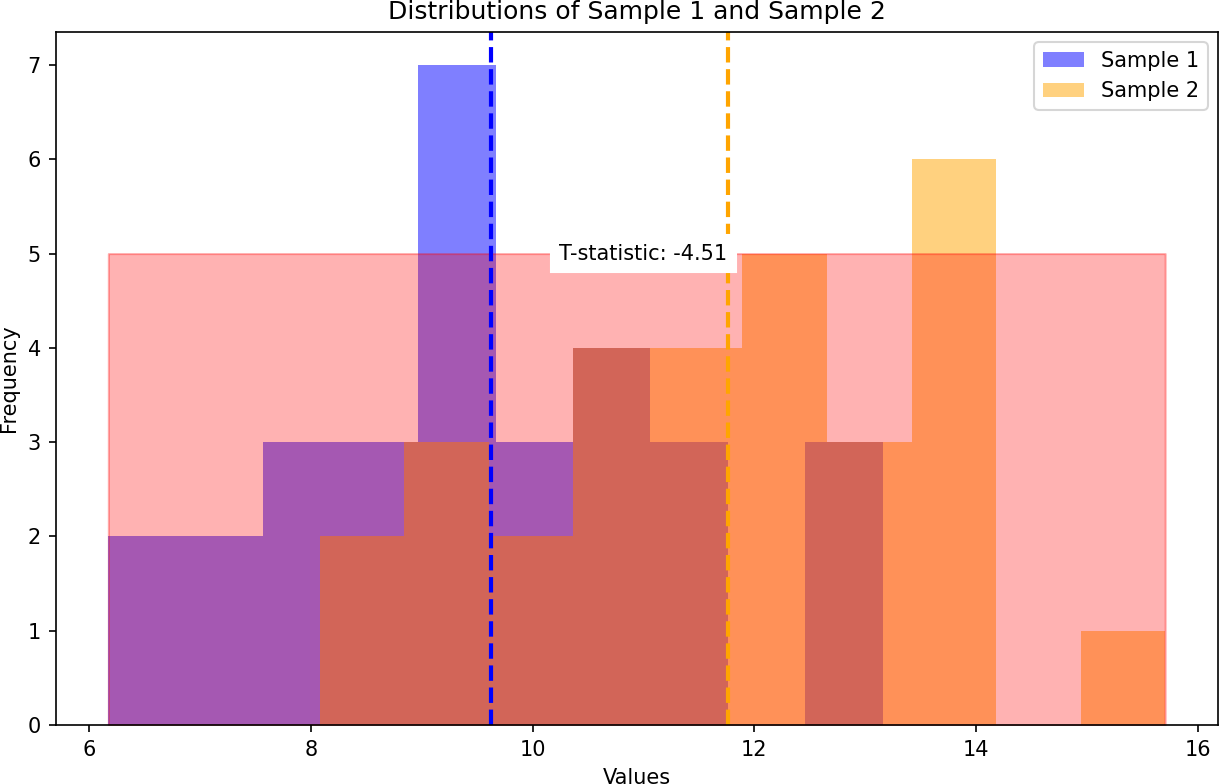 Distributions of Sample 1 and Sample 2
Sample 1
Sample 2
T-statistic: -4.51
Frequency
7
6
5
4
3
2
1
0
6
8
10
12
14
16
Values